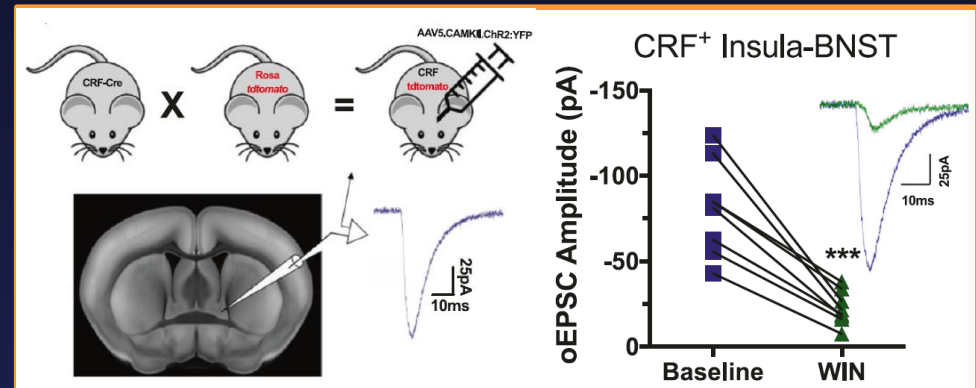 AAV5.CAMKII.ChR2:YFP
CRF-Cre
X
Rosa
tdtomato
=
CRF
tdtomato
25pA
10ms
CRF+ Insula-BNST
oEPSC Amplitude (pA)
-150
-100
-50
0
***
25pA
10ms
Baseline
WIN